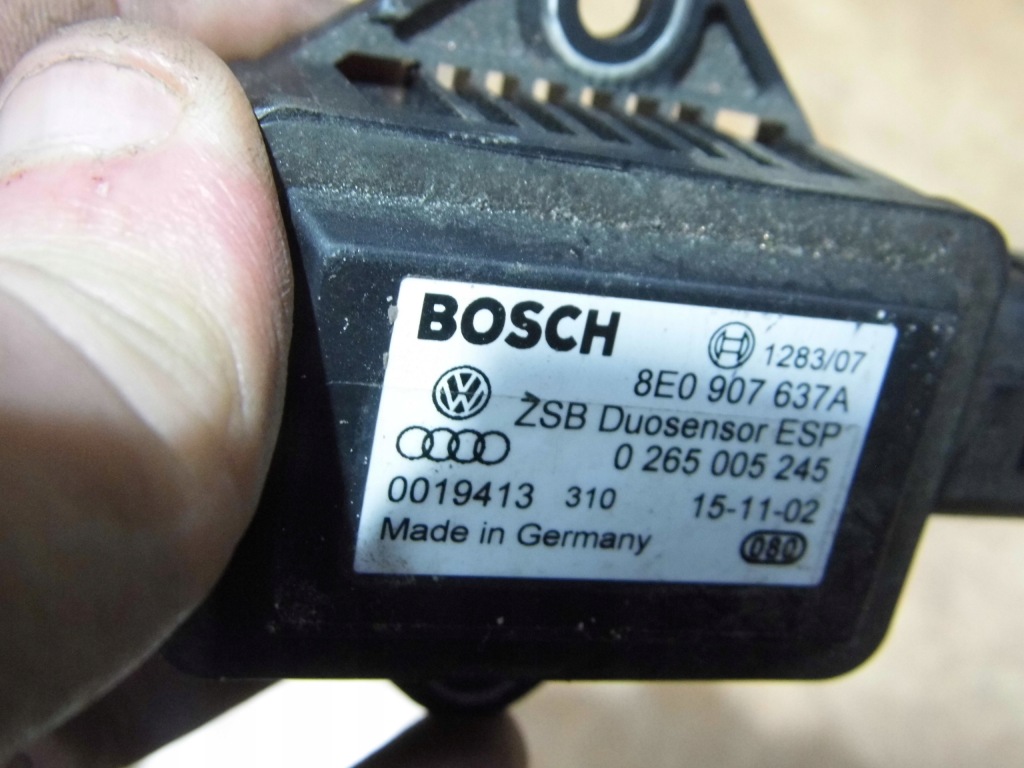 BOSCH
1283/07
8E0 907 637A
ZSB Duosensor ESP
0 265 005 245
0019413 310 15-11-02
Made in Germany 080